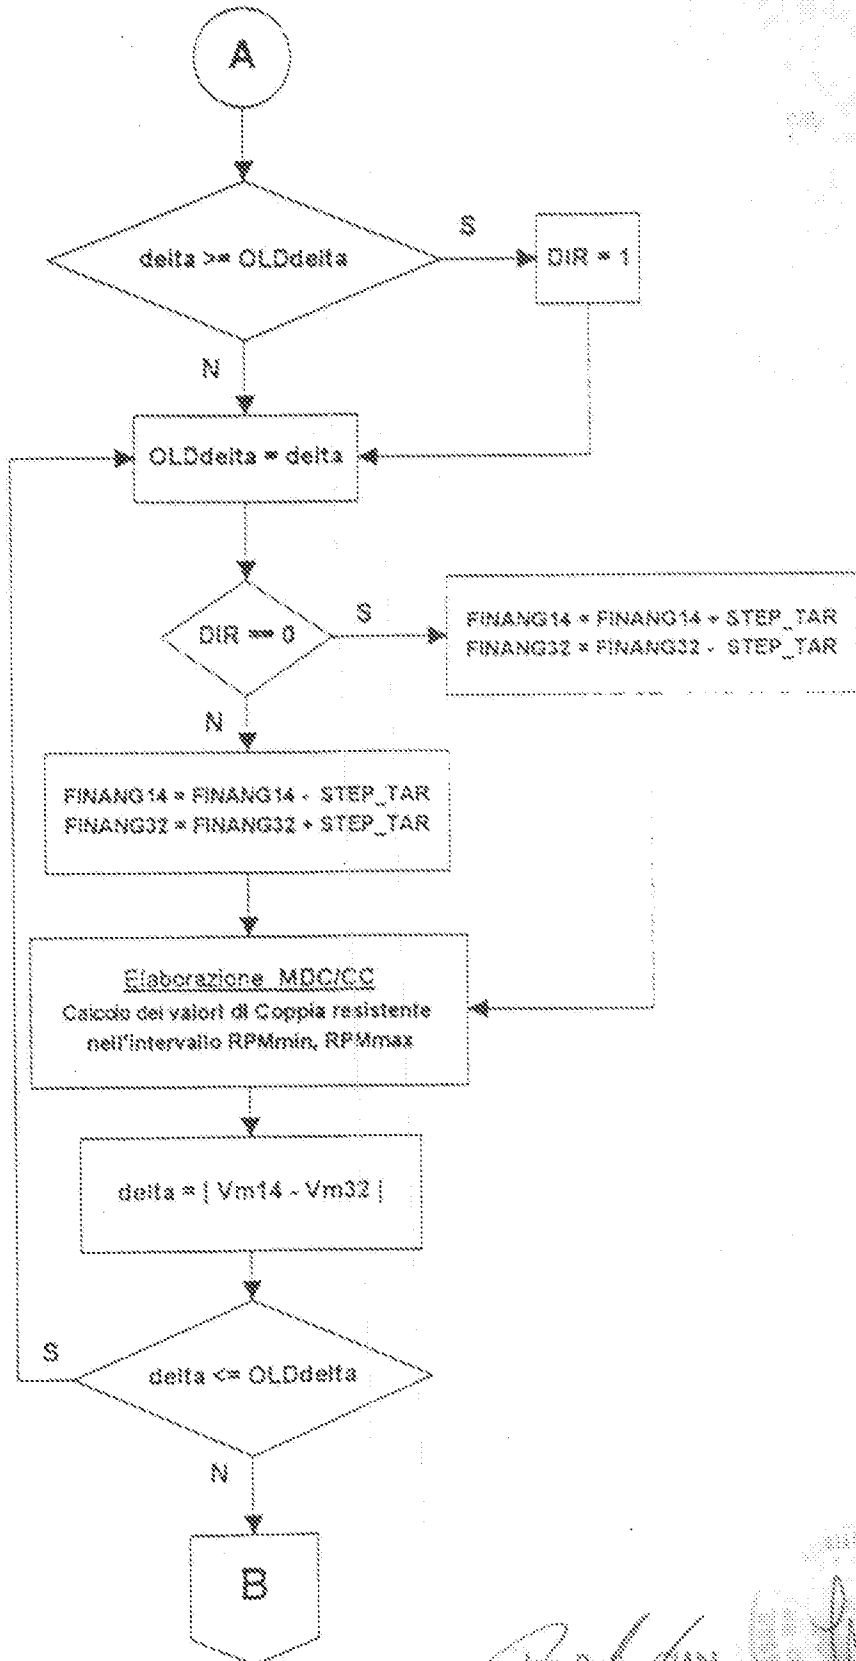 A
delta >= OLDdelta
S
DIR = 1
N
OLDdelta = delta
DIR == 0
S
FINANG14 = FINANG14 + STEP_TAR
FINANG32 = FINANG32 - STEP_TAR
N
FINANG14 = FINANG14 - STEP_TAR
FINANG32 = FINANG32 + STEP_TAR
Elaborazione MDC/CC
Calcolo dei valori di Coppia resistente
nell'intervallo RPMmin, RPMmax
delta = | Vm14 - Vm32 |
delta <= OLDdelta
S
N
B